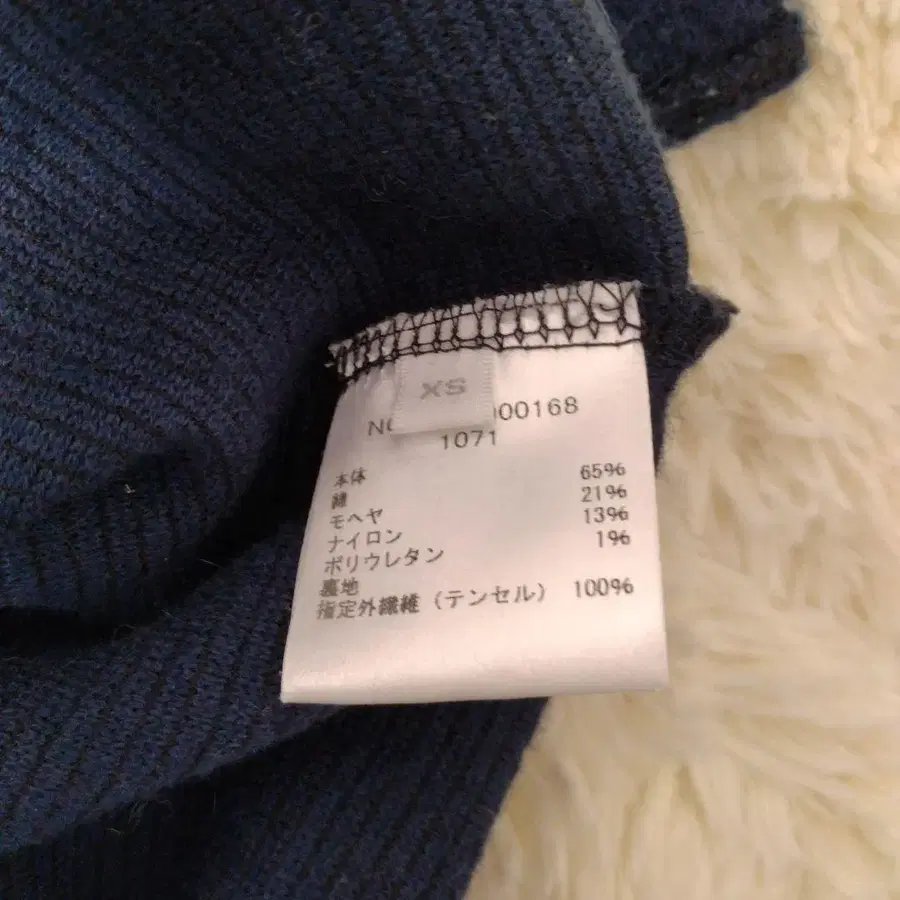 XS
00168
1071
本体
綿 65%
モヘヤ 21%
ナイロン 13%
ポリウレタン 1%
裏地
指定外繊維（テンセル） 100%